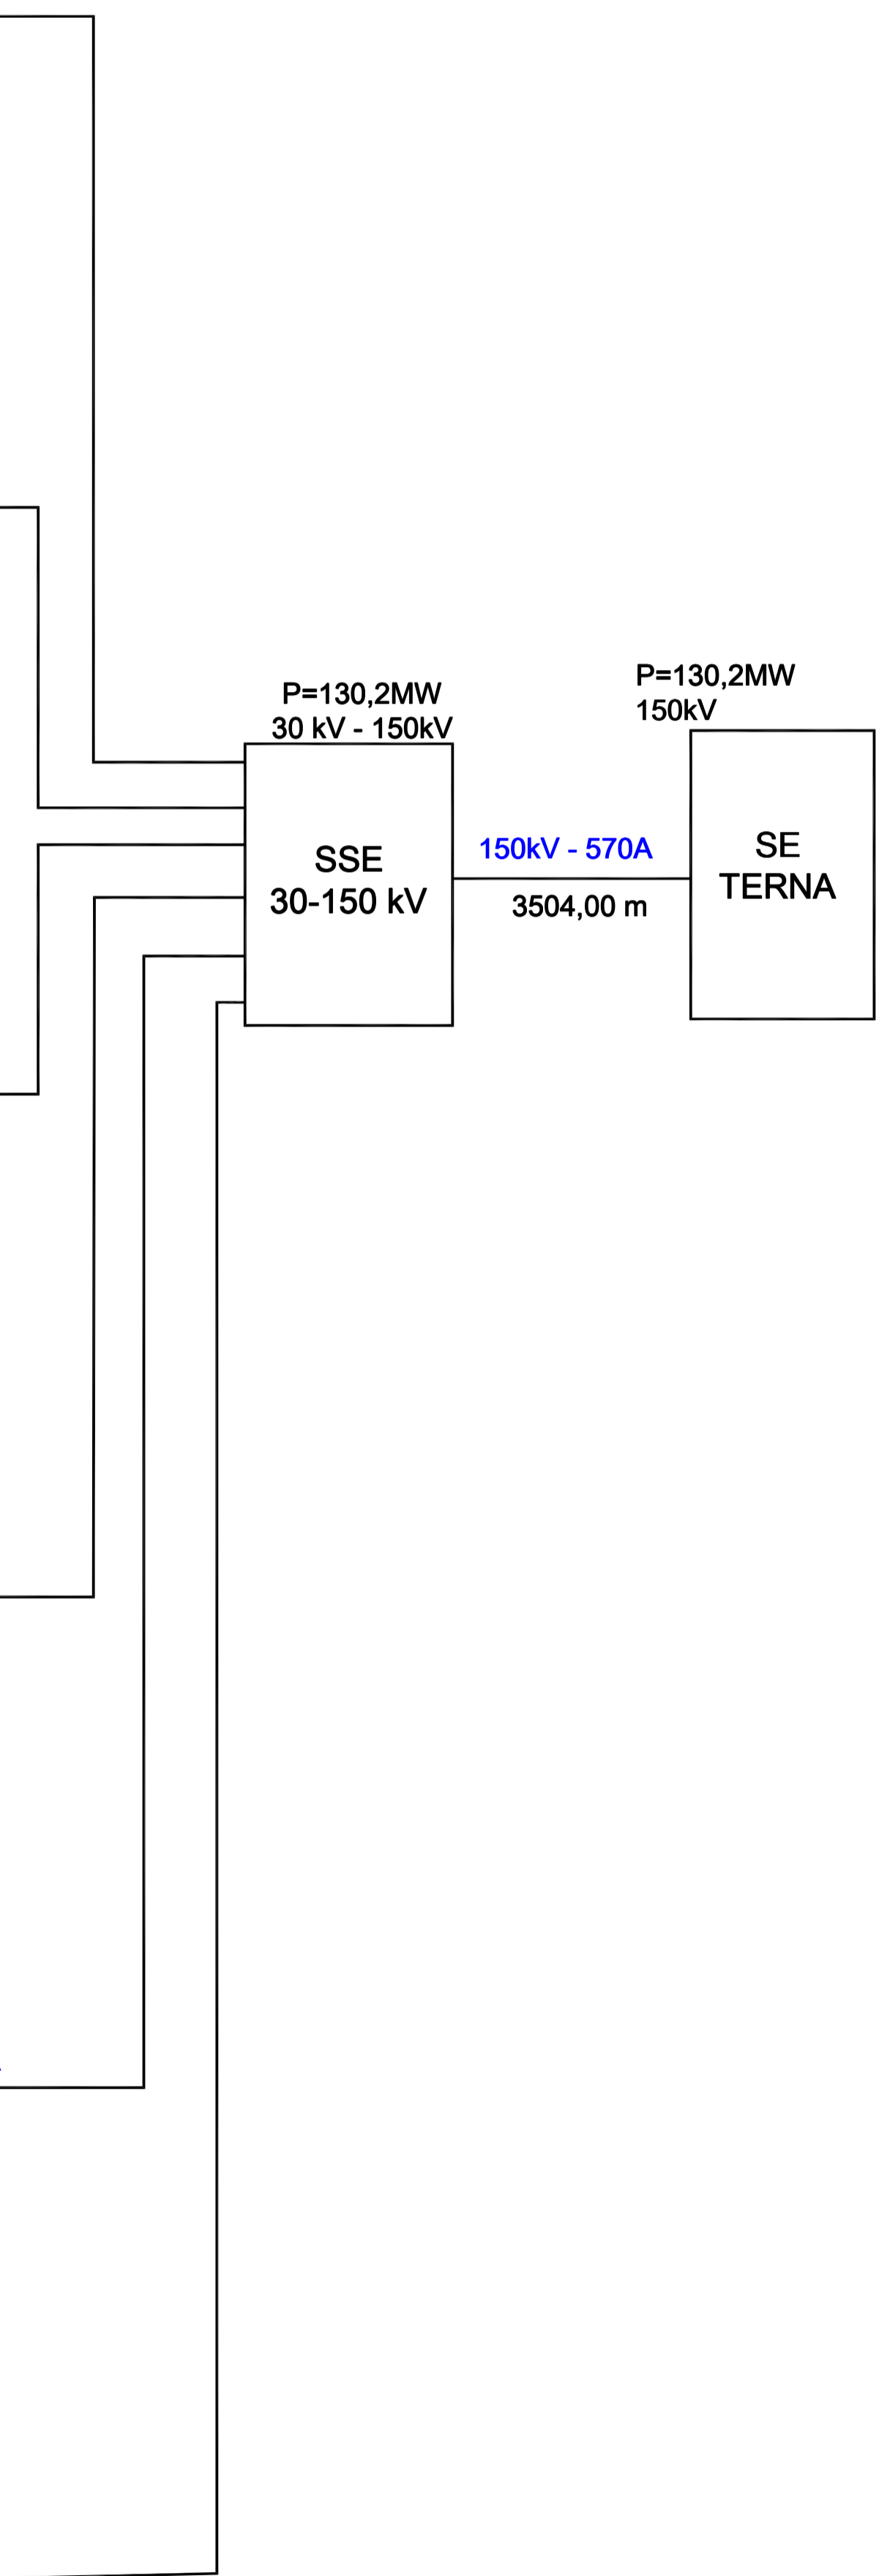 P=130,2MW
30 kV - 150kV
SSE
30-150 kV
150kV - 570A
3504,00 m
P=130,2MW
150kV
SE
TERNA